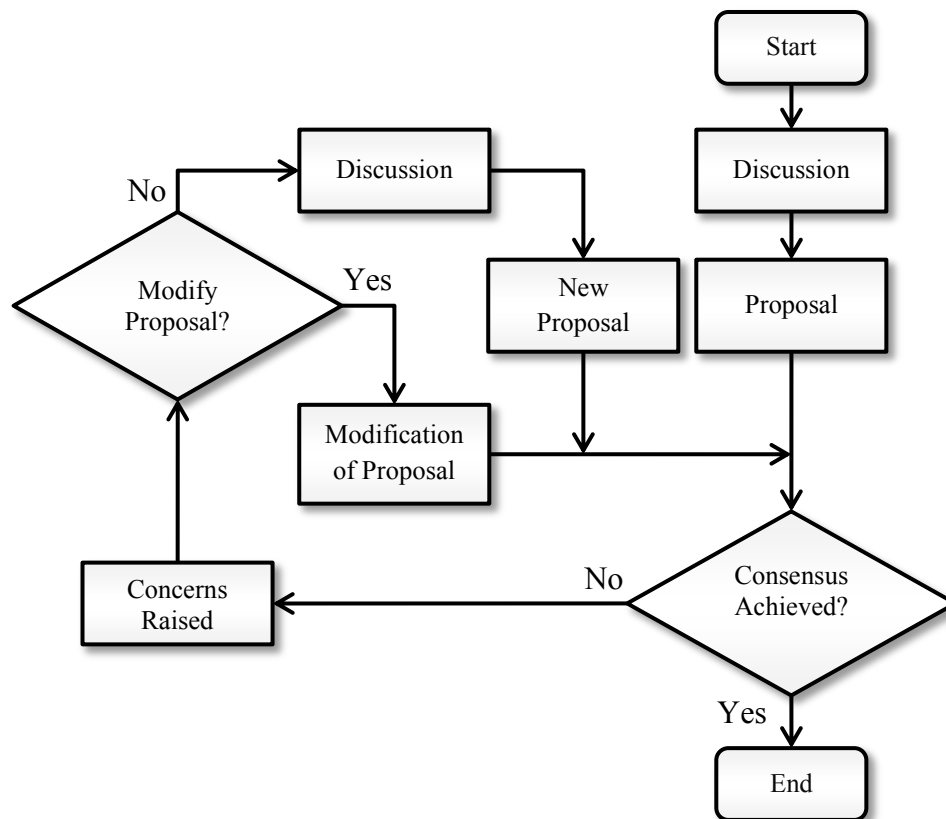 Start
Discussion
Discussion
No
Yes
Modify
Proposal?
New
Proposal
Proposal
Modification
of Proposal
No
Consensus
Achieved?
Concerns
Raised
Yes
End